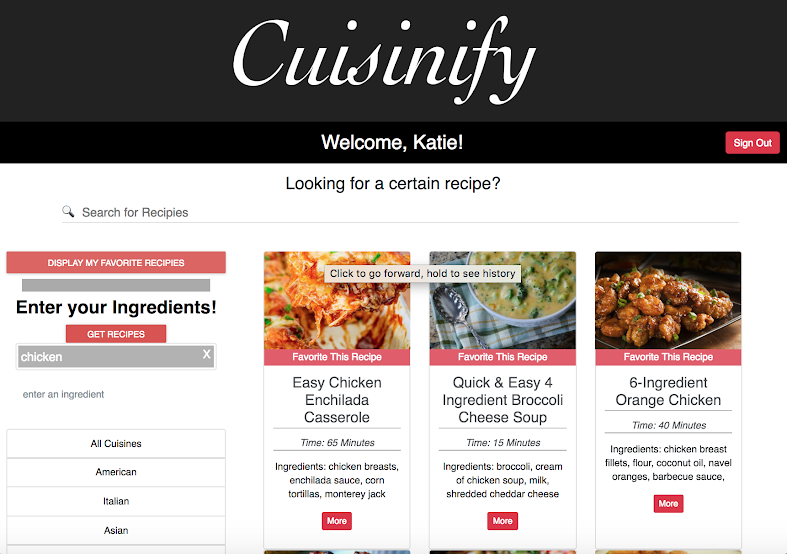 Cuisinify
Welcome, Katie!
Sign Out
Looking for a certain recipe?
Search for Recipies
DISPLAY MY FAVORITE RECIPIES
Enter your Ingredients!
GET RECIPES
chicken X
enter an ingredient
All Cuisines
American
Italian
Asian
Click to go forward, hold to see history
Favorite This Recipe
Easy Chicken
Enchilada
Casserole
Time: 65 Minutes
Ingredients: chicken breasts,
enchilada sauce, corn
tortillas, monterey jack
More
Favorite This Recipe
Quick & Easy 4
Ingredient Broccoli
Cheese Soup
Time: 15 Minutes
Ingredients: broccoli, cream
of chicken soup, milk,
shredded cheddar cheese
More
Favorite This Recipe
6-Ingredient
Orange Chicken
Time: 40 Minutes
Ingredients: chicken breast
fillets, flour, coconut oil, navel
oranges, barbecue sauce,
More